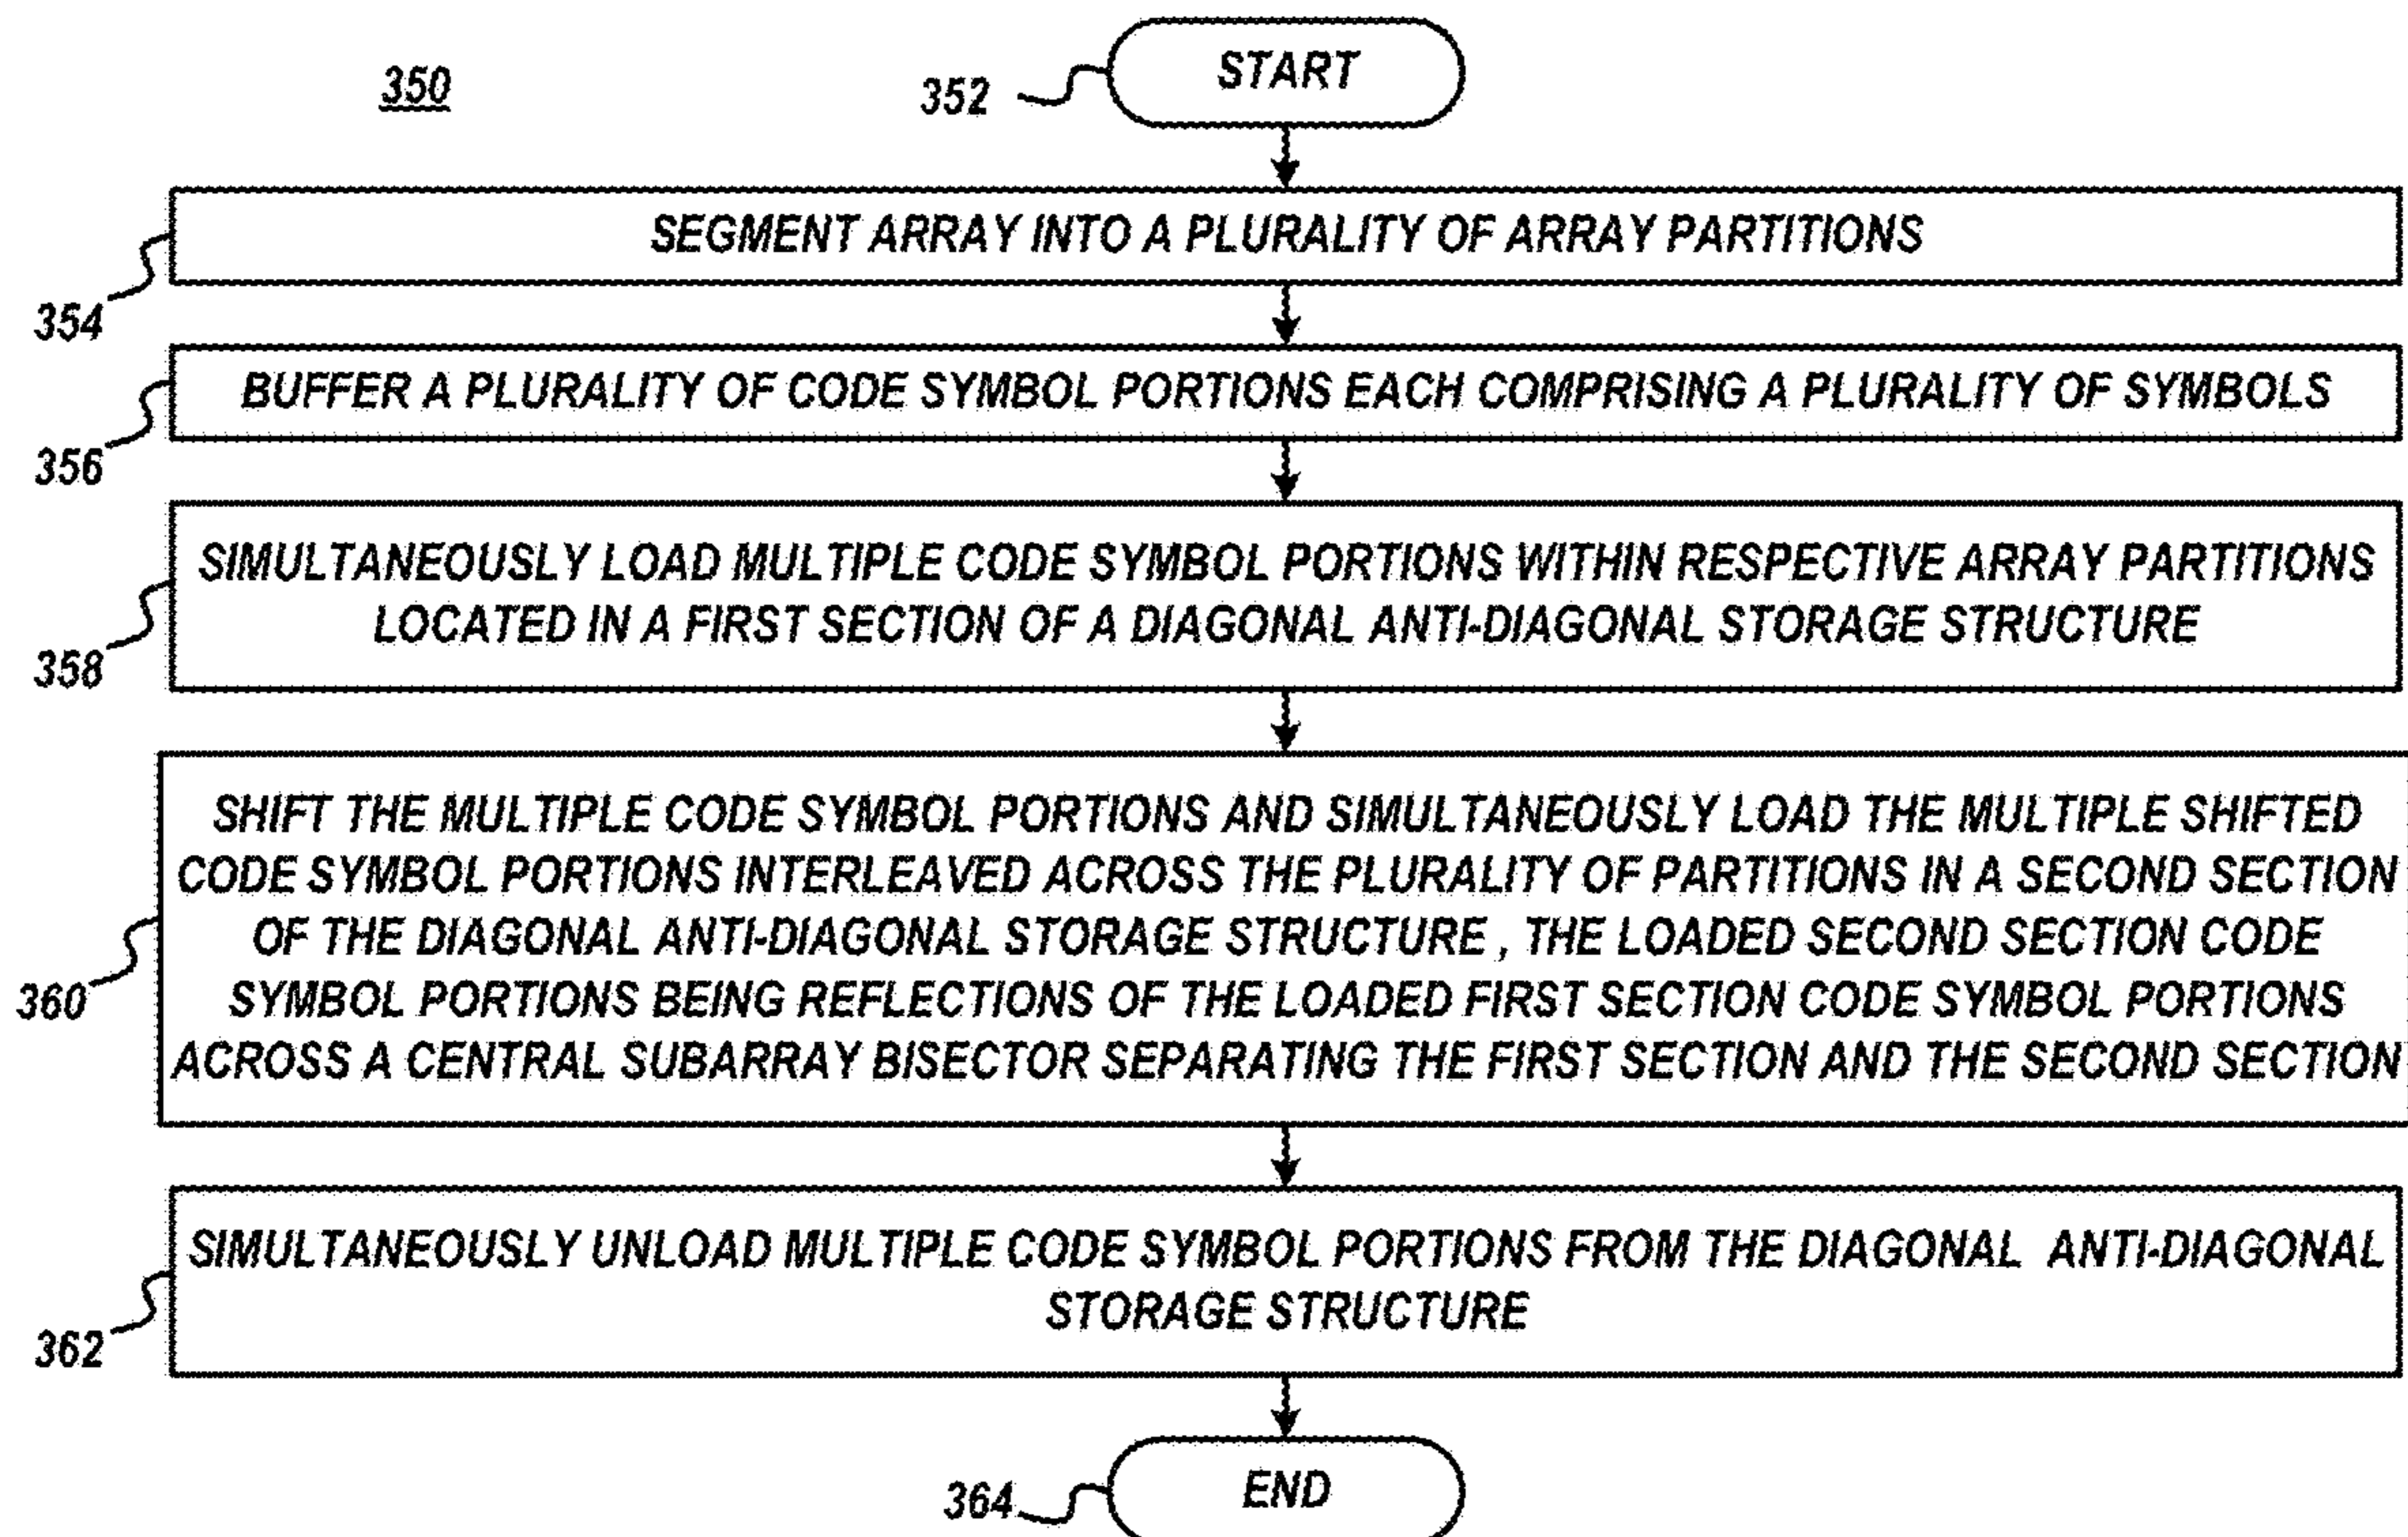 350
352
START
SEGMENT ARRAY INTO A PLURALITY OF ARRAY PARTITIONS
354
BUFFER A PLURALITY OF CODE SYMBOL PORTIONS EACH COMPRISING A PLURALITY OF SYMBOLS
356
SIMULTANEOUSLY LOAD MULTIPLE CODE SYMBOL PORTIONS WITHIN RESPECTIVE ARRAY PARTITIONS
LOCATED IN A FIRST SECTION OF A DIAGONAL ANTI-DIAGONAL STORAGE STRUCTURE
358
SHIFT THE MULTIPLE CODE SYMBOL PORTIONS AND SIMULTANEOUSLY LOAD THE MULTIPLE SHIFTED
CODE SYMBOL PORTIONS INTERLEAVED ACROSS THE PLURALITY OF PARTITIONS IN A SECOND SECTION
OF THE DIAGONAL ANTI-DIAGONAL STORAGE STRUCTURE , THE LOADED SECOND SECTION CODE
SYMBOL PORTIONS BEING REFLECTIONS OF THE LOADED FIRST SECTION CODE SYMBOL PORTIONS
ACROSS A CENTRAL SUBARRAY BISECTOR SEPARATING THE FIRST SECTION AND THE SECOND SECTION
360
SIMULTANEOUSLY UNLOAD MULTIPLE CODE SYMBOL PORTIONS FROM THE DIAGONAL ANTI-DIAGONAL
STORAGE STRUCTURE
362
364
END